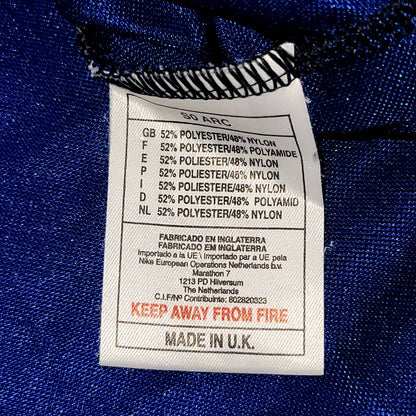 SO ARC
GB 52% POLYESTER/48% NYLON
F 52% POLYESTER/48% POLYAMIDE
E 52% POLIESTER/48% NYLON
P 52% POLIESTER/48% NYLON
I 52% POLIESTERE/48% NYLON
D 52% POLYESTER/48% POLYAMID
NL 52% POLYESTER/48% NYLON
FABRICADO EN INGLATERRA
FABRICADO EM INGLATERRA
Importado a la UE \ Importado par a UE pela
Nike European Operations Netherlands b.v.
Marathon 7
1213 PD Hilversum
The Netherlands
C.I.F/Nº Contribuinte: 802820323
KEEP AWAY FROM FIRE
MADE IN U.K.